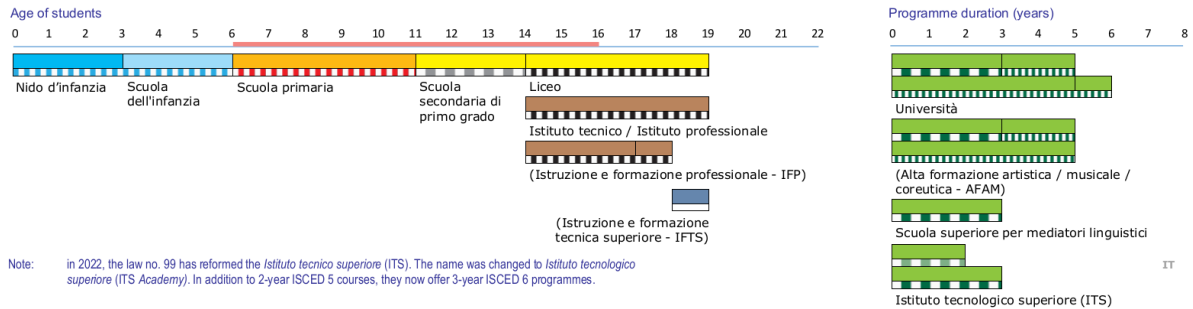 Age of students
0 1 2 3 4 5 6 7 8 9 10 11 12 13 14 15 16 17 18 19 20 21 22
Nido d'infanzia
Scuola
dell'infanzia
Scuola primaria
Scuola
secondaria di
primo grado
Liceo
Istituto tecnico / Istituto professionale
(Istruzione e formazione professionale - IFP)
(Istruzione e formazione
tecnica superiore - IFTS)
Programme duration (years)
0 1 2 3 4 5 6 7 8
Università
(Alta formazione artistica / musicale /
coreutica - AFAM)
Scuola superiore per mediatori linguistici
Istituto tecnologico superiore (ITS)
IT
Note: in 2022, the law no. 99 has reformed the Istituto tecnico superiore (ITS). The name was changed to Istituto tecnologico
superiore (ITS Academy). In addition to 2-year ISCED 5 courses, they now offer 3-year ISCED 6 programmes.